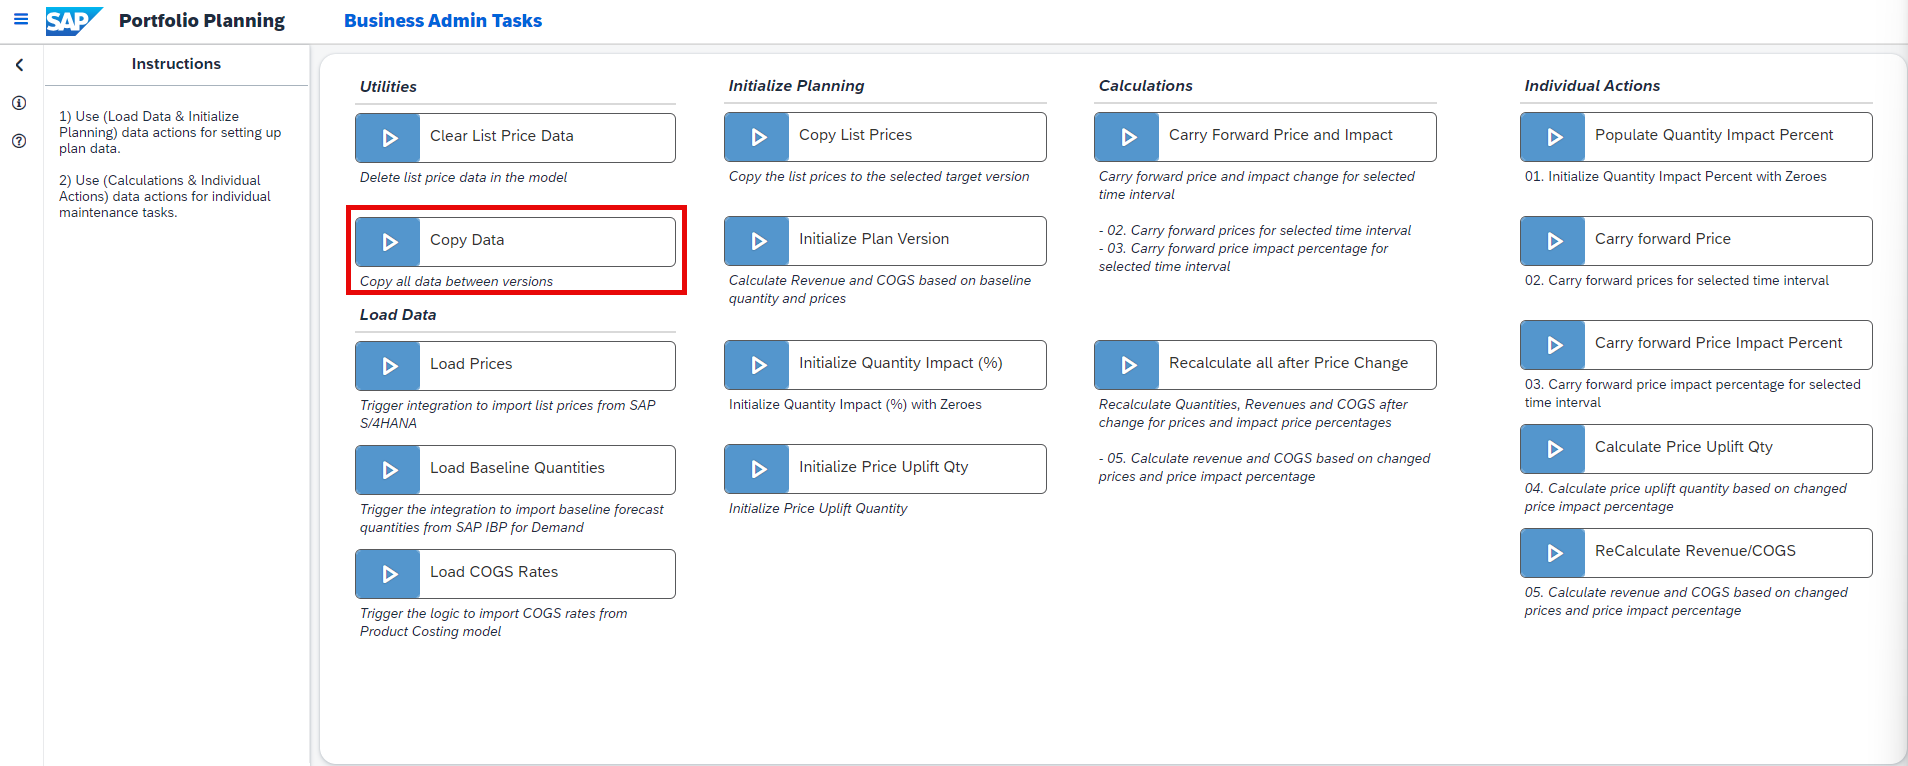 SAP
Portfolio Planning
Business Admin Tasks
Instructions
1) Use (Load Data & Initialize
Planning) data actions for setting up
plan data.
2) Use (Calculations & Individual
Actions) data actions for individual
maintenance tasks.
Utilities
Clear List Price Data
Delete list price data in the model
Copy Data
Copy all data between versions
Load Data
Load Prices
Trigger integration to import list prices from SAP
S/4HANA
Load Baseline Quantities
Trigger the integration to import baseline forecast
quantities from SAP IBP for Demand
Load COGS Rates
Trigger the logic to import COGS rates from
Product Costing model
Initialize Planning
Copy List Prices
Copy the list prices to the selected target version
Initialize Plan Version
Calculate Revenue and COGS based on baseline
quantity and prices
Initialize Quantity Impact (%)
Initialize Quantity Impact (%) with Zeroes
Initialize Price Uplift Qty
Initialize Price Uplift Quantity
Calculations
Carry Forward Price and Impact
Carry forward price and impact change for selected
time interval
- 02. Carry forward prices for selected time interval
- 03. Carry forward price impact percentage for
selected time interval
Recalculate all after Price Change
Recalculate Quantities, Revenues and COGS after
change for prices and impact price percentages
- 05. Calculate revenue and COGS based on changed
prices and price impact percentage
Individual Actions
Populate Quantity Impact Percent
01. Initialize Quantity Impact Percent with Zeroes
Carry forward Price
02. Carry forward prices for selected time interval
Carry forward Price Impact Percent
03. Carry forward price impact percentage for selected
time interval
Calculate Price Uplift Qty
04. Calculate price uplift quantity based on changed
price impact percentage
ReCalculate Revenue/COGS
05. Calculate revenue and COGS based on changed
prices and price impact percentage